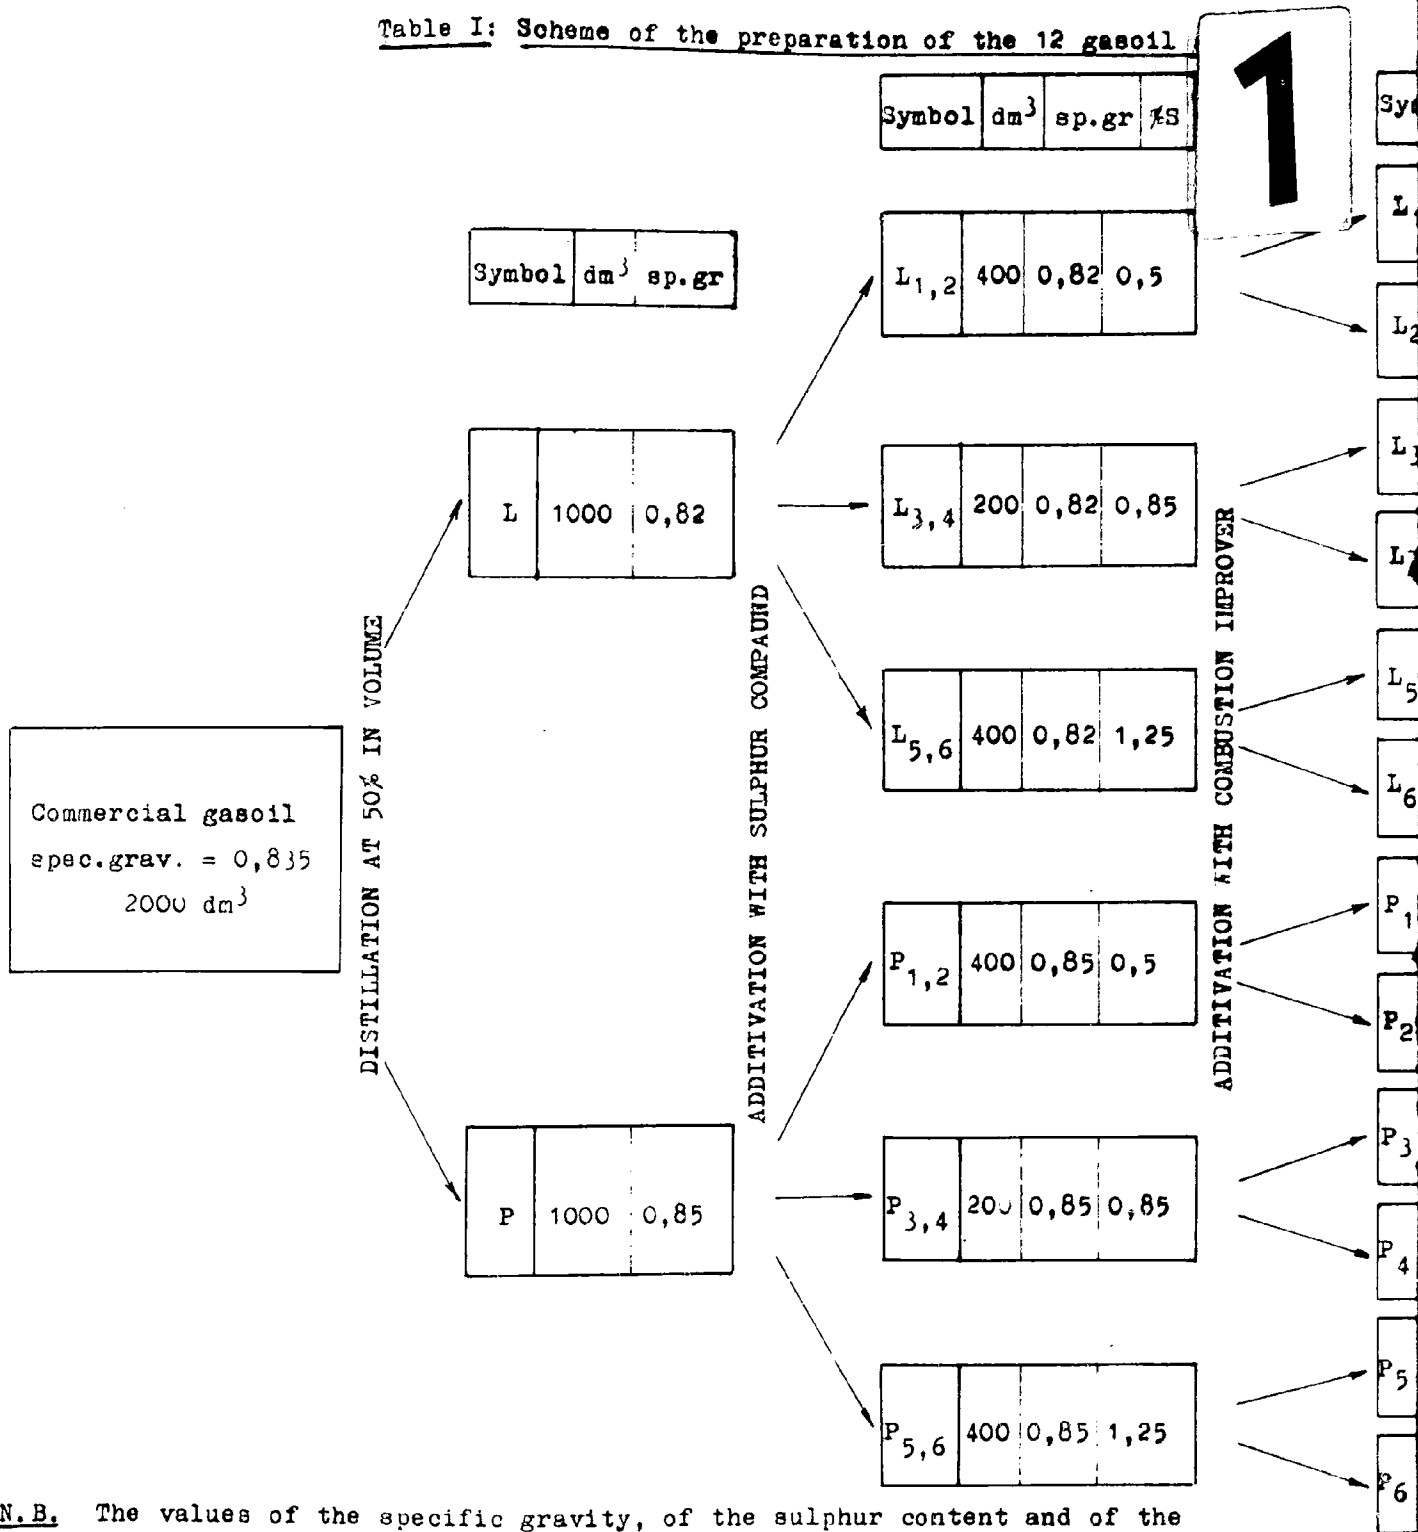 Table I: Scheme of the preparation of the 12 gasoil
1
Symbol dm³ sp.gr %S
Symbol dm³ sp.gr
L1,2 400 0,82 0,5
L
L2
L 1000 0,82
L3,4 200 0,82 0,85
L3
L5,6 400 0,82 1,25
L5
L6
DISTILLATION AT 50% IN VOLUME
ADDITIVATION WITH SULPHUR COMPAUND
ADDITIVATION WITH COMBUSTION IMPROVER
Commercial gasoil
spec.grav. = 0,835
2000 dm³
P1,2 400 0,85 0,5
P1
P2
P 1000 0,85
P3,4 200 0,85 0,85
P3
P4
P5,6 400 0,85 1,25
P5
P6
N.B. The values of the specific gravity, of the sulphur content and of the